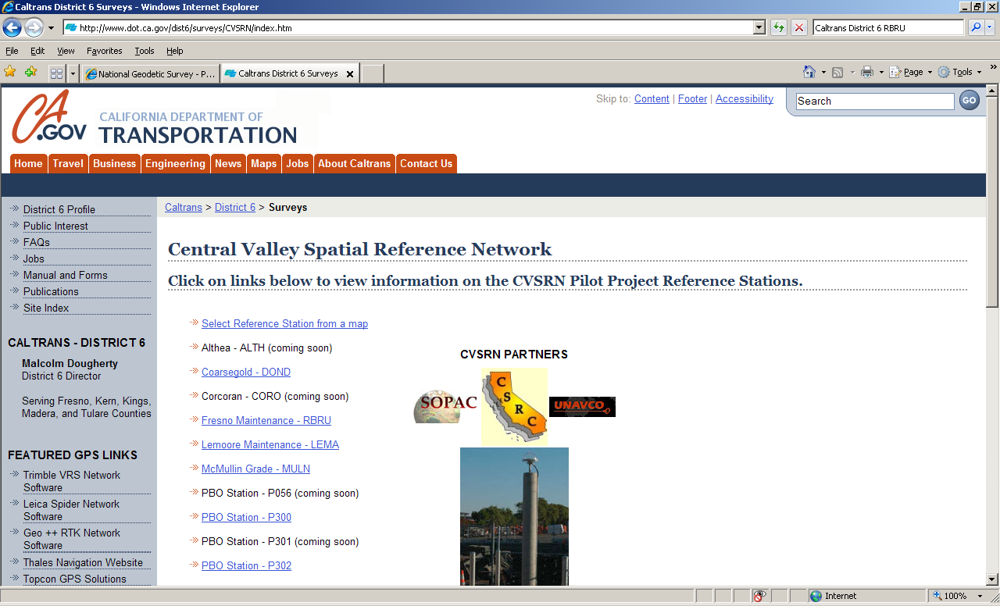 Caltrans District 6 Surveys - Windows Internet Explorer
http://www.dot.ca.gov/dist6/surveys/CVSRN/index.htm
Caltrans District 6 RBRU
File Edit View Favorites Tools Help
National Geodetic Survey - P...
Caltrans District 6 Surveys
Page Tools
CA.GOV
CALIFORNIA DEPARTMENT OF
TRANSPORTATION
Skip to: Content | Footer | Accessibility
Search
GO
Home Travel Business Engineering News Maps Jobs About Caltrans Contact Us
District 6 Profile
Public Interest
FAQs
Jobs
Manual and Forms
Publications
Site Index
CALTRANS - DISTRICT 6
Malcolm Dougherty
District 6 Director
Serving Fresno, Kern, Kings,
Madera, and Tulare Counties
FEATURED GPS LINKS
Trimble VRS Network
Software
Leica Spider Network
Software
Geo ++ RTK Network
Software
Thales Navigation Website
Topcon GPS Solutions
Caltrans > District 6 > Surveys
Central Valley Spatial Reference Network
Click on links below to view information on the CVSRN Pilot Project Reference Stations.
Select Reference Station from a map
Althea - ALTH (coming soon)
Coarsegold - DOND
Corcoran - CORO (coming soon)
Fresno Maintenance - RBRU
Lemoore Maintenance - LEMA
McMullin Grade - MULN
PBO Station - P056 (coming soon)
PBO Station - P300
PBO Station - P301 (coming soon)
PBO Station - P302
CVSRN PARTNERS
SOPAC
CSRC
UNAVCO
Internet
100%